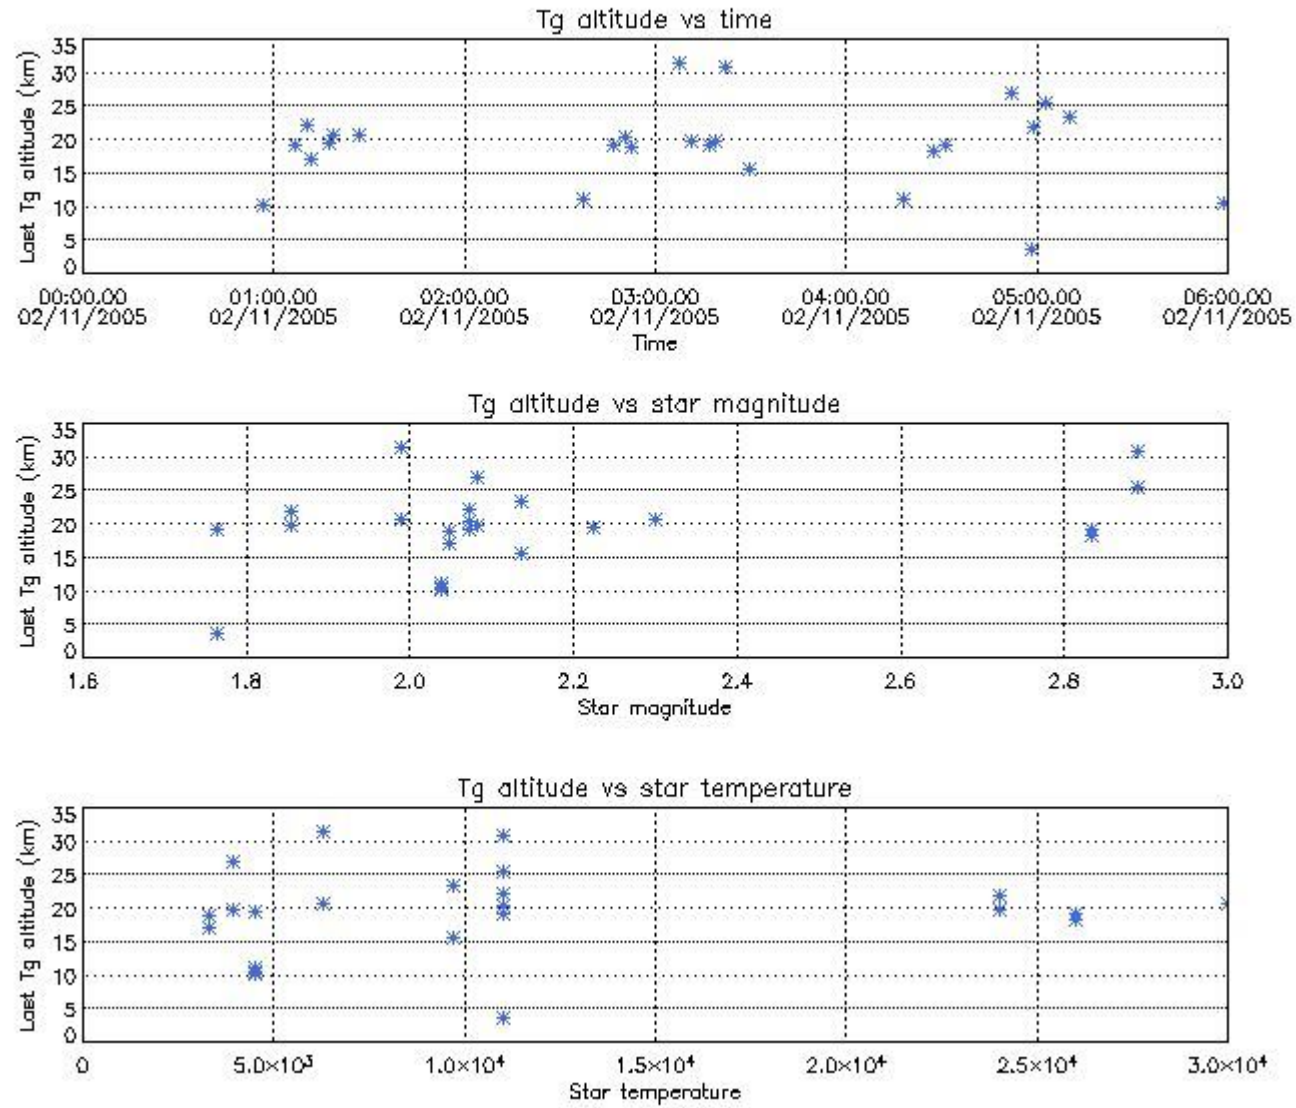 Tg altitude vs time
Last Tg altitude (km)
35
30
25
20
15
10
5
0
00:00.00 01:00.00 02:00.00 03:00.00 04:00.00 05:00.00 06:00.00
02/11/2005 02/11/2005 02/11/2005 02/11/2005 02/11/2005 02/11/2005 02/11/2005
Time
Tg altitude vs star magnitude
Last Tg altitude (km)
35
30
25
20
15
10
5
0
1.6 1.8 2.0 2.2 2.4 2.6 2.8 3.0
Star magnitude
Tg altitude vs star temperature
Last Tg altitude (km)
35
30
25
20
15
10
5
0
0 5.0×10³ 1.0×10⁴ 1.5×10⁴ 2.0×10⁴ 2.5×10⁴ 3.0×10⁴
Star temperature